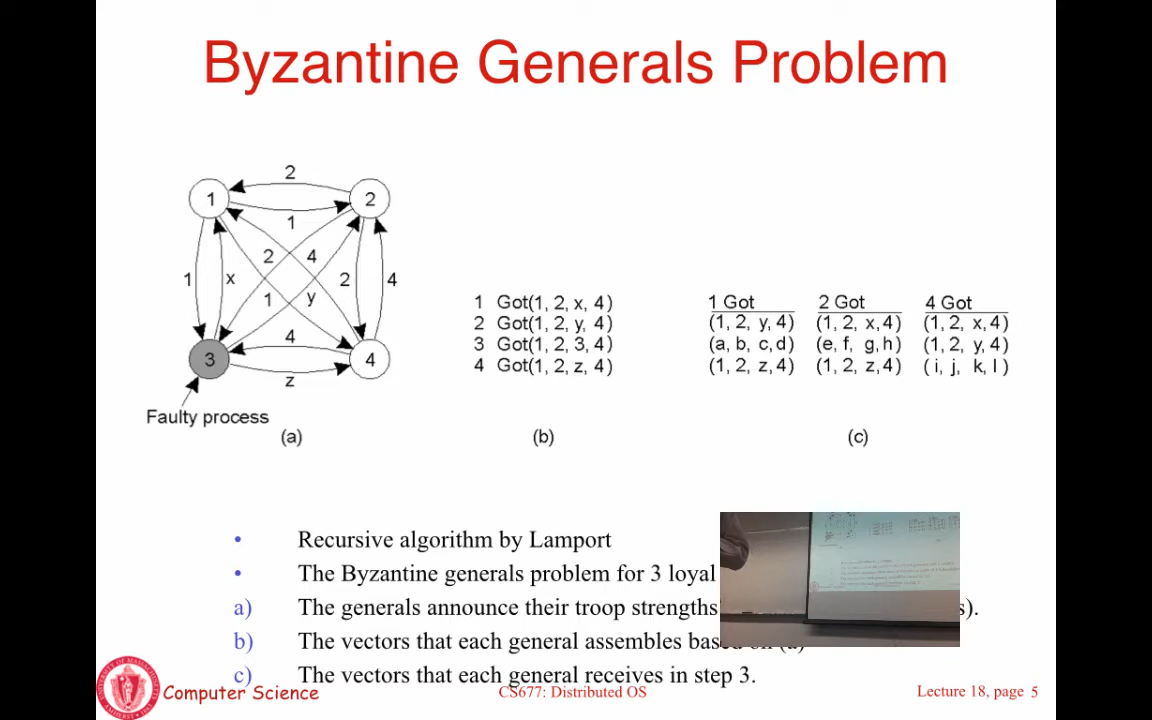 Byzantine Generals Problem
2
1
2
1
1
x
2
4
2
4
1
y
4
3
4
z
Faulty process
(a)
1 Got(1, 2, x, 4)
2 Got(1, 2, y, 4)
3 Got(1, 2, 3, 4)
4 Got(1, 2, z, 4)
(b)
1 Got 2 Got 4 Got
(1, 2, y, 4) (1, 2, x, 4) (1, 2, x, 4)
(a, b, c, d) (e, f, g, h) (1, 2, y, 4)
(1, 2, z, 4) (1, 2, z, 4) (i, j, k, l)
(c)
• Recursive algorithm by Lamport
• The Byzantine generals problem for 3 loyal
a) The generals announce their troop strengths s).
b) The vectors that each general assembles based on (a)
c) The vectors that each general receives in step 3.
Computer Science CS677: Distributed OS Lecture 18, page 5